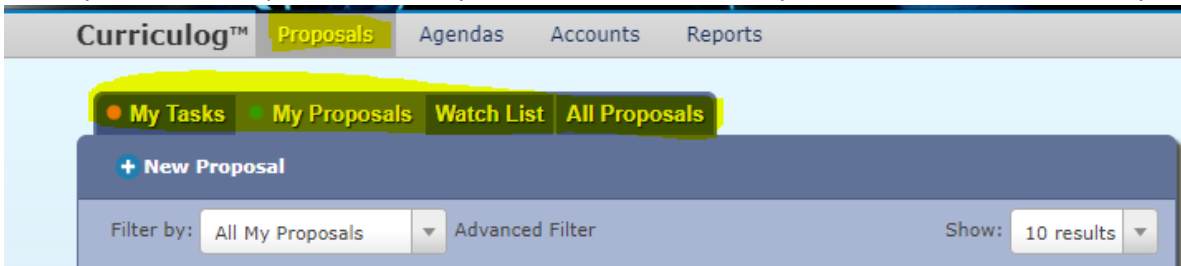 Curriculog™ Proposals Agendas Accounts Reports
My Tasks My Proposals Watch List All Proposals
New Proposal
Filter by: All My Proposals Advanced Filter Show: 10 results